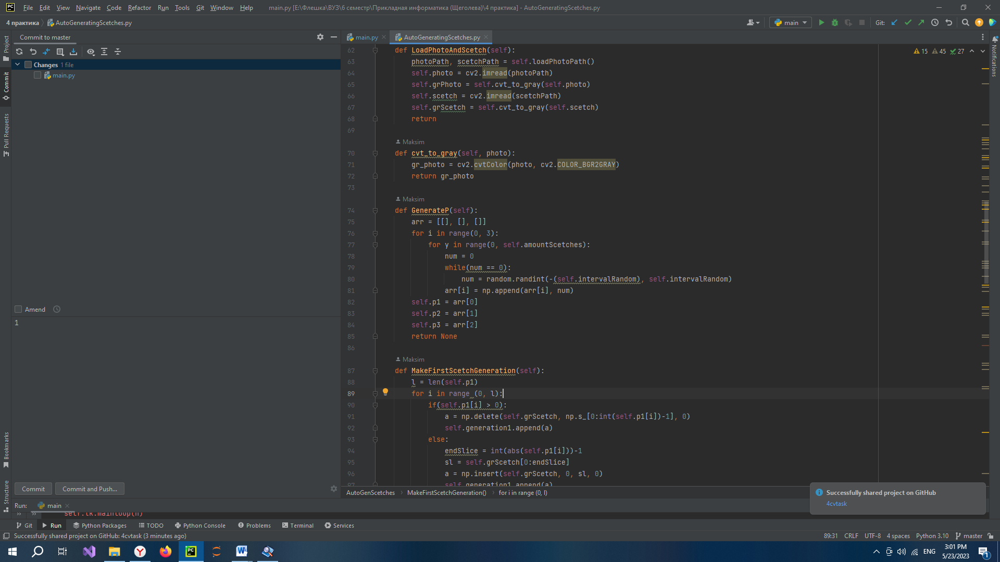 File Edit View Navigate Code Refactor Run Tools Git Window Help main.py [E:\Флешка\ВУЗ\6 семестр\Прикладная информатика (Щеголева)\4 практика] - AutoGeneratingScetches.py
4 практика AutoGeneratingScetches.py main Git:
Commit to master
main.py AutoGeneratingScetches.py
Project
Commit
Pull Requests
Bookmarks
Structure
Notifications
Changes 1 file
main.py
15 45 27
62 def LoadPhotoAndScetch(self):
63 photoPath, scetchPath = self.loadPhotoPath()
64 self.photo = cv2.imread(photoPath)
65 self.grPhoto = self.cvt_to_gray(self.photo)
66 self.scetch = cv2.imread(scetchPath)
67 self.grScetch = self.cvt_to_gray(self.scetch)
68 return
69
Maksim
70 def cvt_to_gray(self, photo):
71 gr_photo = cv2.cvtColor(photo, cv2.COLOR_BGR2GRAY)
72 return gr_photo
73
Maksim
74 def GenerateP(self):
75 arr = [[], [], []]
76 for i in range(0, 3):
77 for y in range(0, self.amountScetches):
78 num = 0
79 while(num == 0):
80 num = random.randint(-(self.intervalRandom), self.intervalRandom)
81 arr[i] = np.append(arr[i], num)
82 self.p1 = arr[0]
83 self.p2 = arr[1]
84 self.p3 = arr[2]
85 return None
86
Maksim
87 def MakeFirstScetchGeneration(self):
88 l = len(self.p1)
89 for i in range (0, l):
90 if(self.p1[i] > 0):
91 a = np.delete(self.grScetch, np.s_[0:int(self.p1[i])-1], 0)
92 self.generation1.append(a)
93 else:
94 endSlice = int(abs(self.p1[i]))-1
95 sl = self.grScetch[0:endSlice]
96 a = np.insert(self.grScetch, 0, sl, 0)
97 self.generation1.append(a)
Amend
1
Commit Commit and Push...
AutoGenScetches MakeFirstScetchGeneration() for i in range (0, l)
Successfully shared project on GitHub
4cvtask
Run: main
self.tk.mainloop(n)
Git Run Python Packages TODO Python Console Problems Terminal Services
Successfully shared project on GitHub: 4cvtask (3 minutes ago) 89:31 CRLF UTF-8 4 spaces Python 3.10 master
ENG 3:01 PM
5/23/2023
1